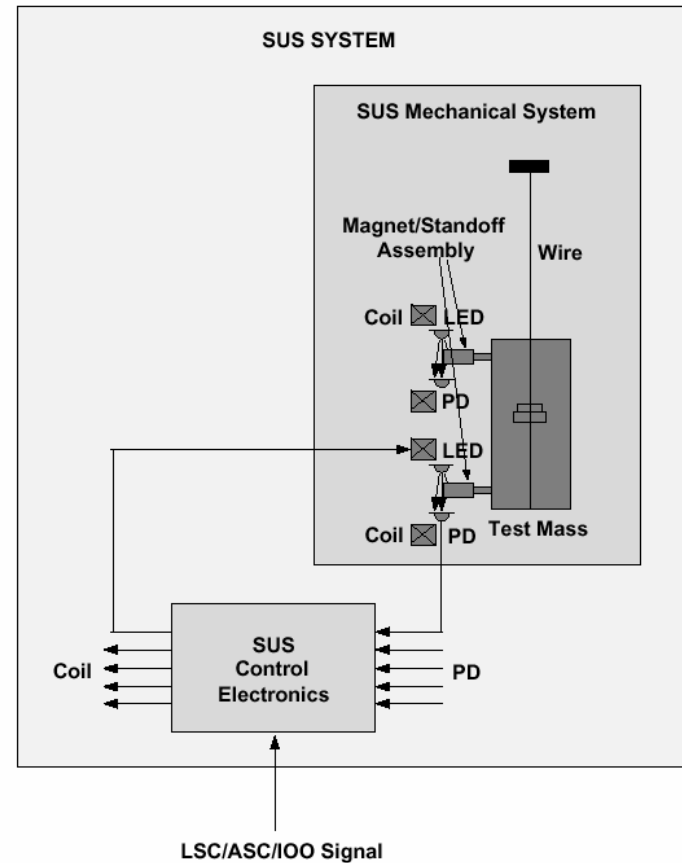 SUS SYSTEM
SUS Mechanical System
Magnet/Standoff
Assembly
Wire
Coil
LED
PD
LED
Coil
PD
Test Mass
Coil
SUS
Control
Electronics
PD
LSC/ASC/IOO Signal